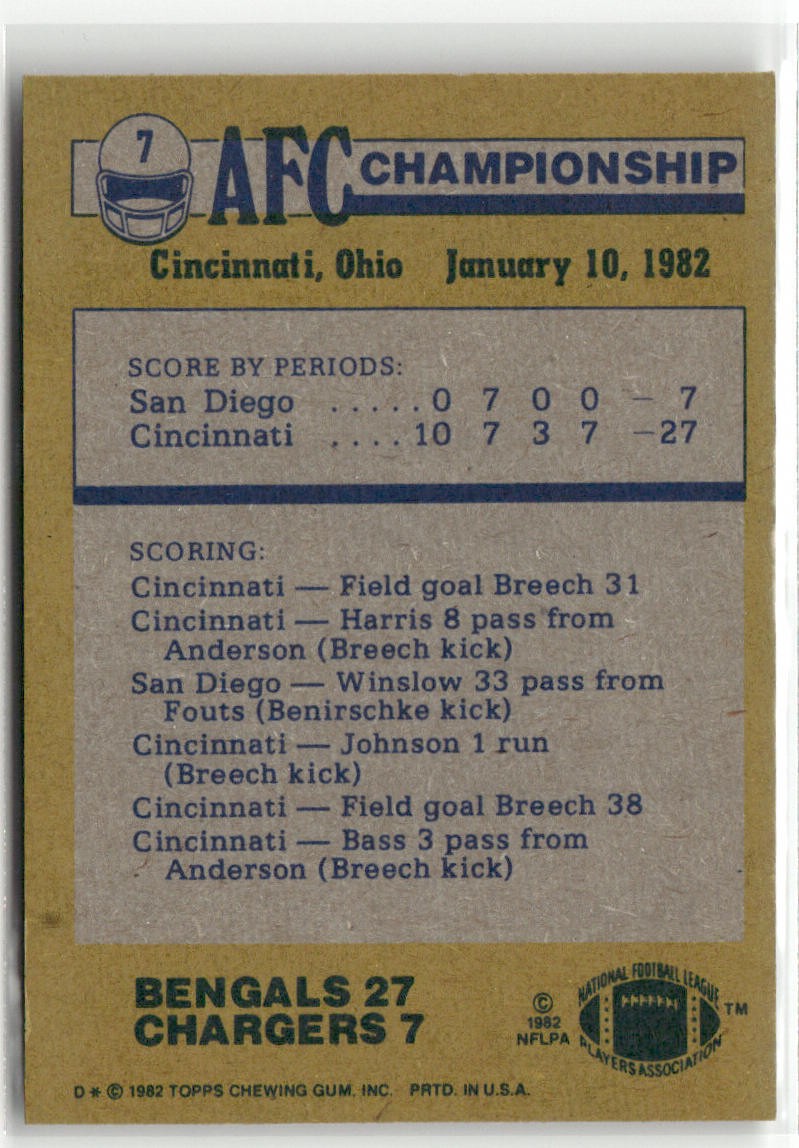 7
AFC CHAMPIONSHIP
Cincinnati, Ohio January 10, 1982
SCORE BY PERIODS:
San Diego .....0 7 0 0 — 7
Cincinnati ....10 7 3 7 —27
SCORING:
Cincinnati — Field goal Breech 31
Cincinnati — Harris 8 pass from
Anderson (Breech kick)
San Diego — Winslow 33 pass from
Fouts (Benirschke kick)
Cincinnati — Johnson 1 run
(Breech kick)
Cincinnati — Field goal Breech 38
Cincinnati — Bass 3 pass from
Anderson (Breech kick)
BENGALS 27
CHARGERS 7
©
1982
NFLPA
NATIONAL FOOTBALL LEAGUE
PLAYERS ASSOCIATION
TM
D * © 1982 TOPPS CHEWING GUM, INC. PRTD. IN U.S.A.